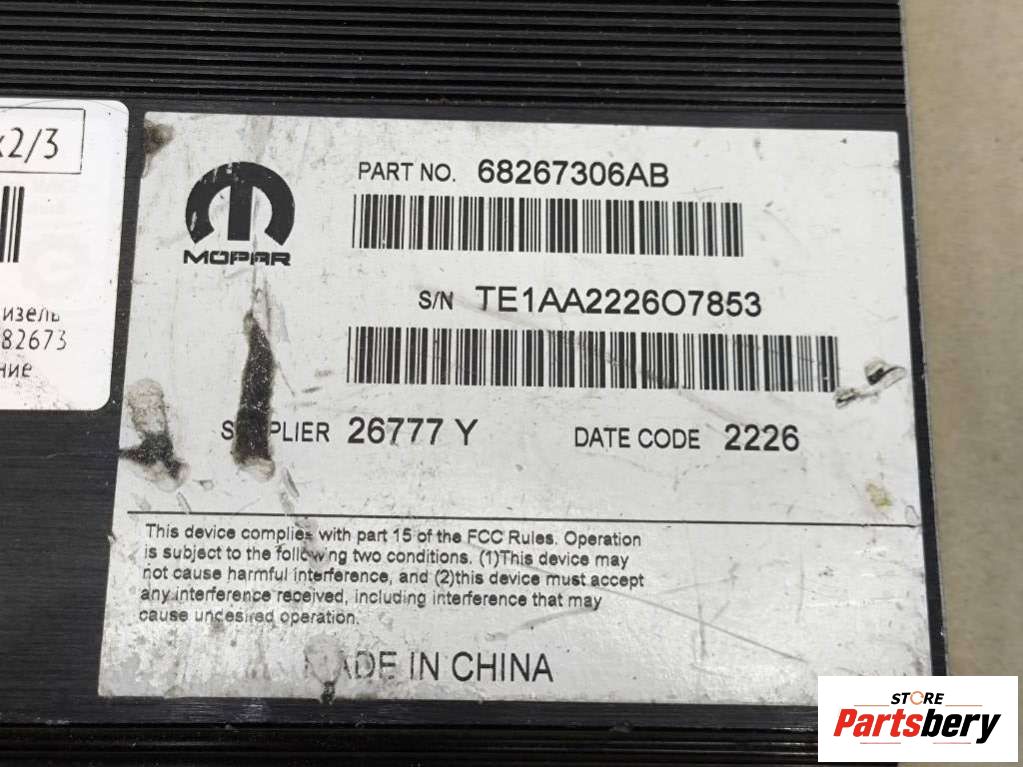 x2/3
изель
82673
ние
MOPAR
PART NO. 68267306AB
S/N TE1AA2226O7853
SUPPLIER 26777 Y DATE CODE 2226
This device complies with part 15 of the FCC Rules. Operation
is subject to the following two conditions. (1)This device may
not cause harmful interference, and (2)this device must accept
any interference received, including interference that may
cause undesired operation.
MADE IN CHINA
STORE
Partsbery